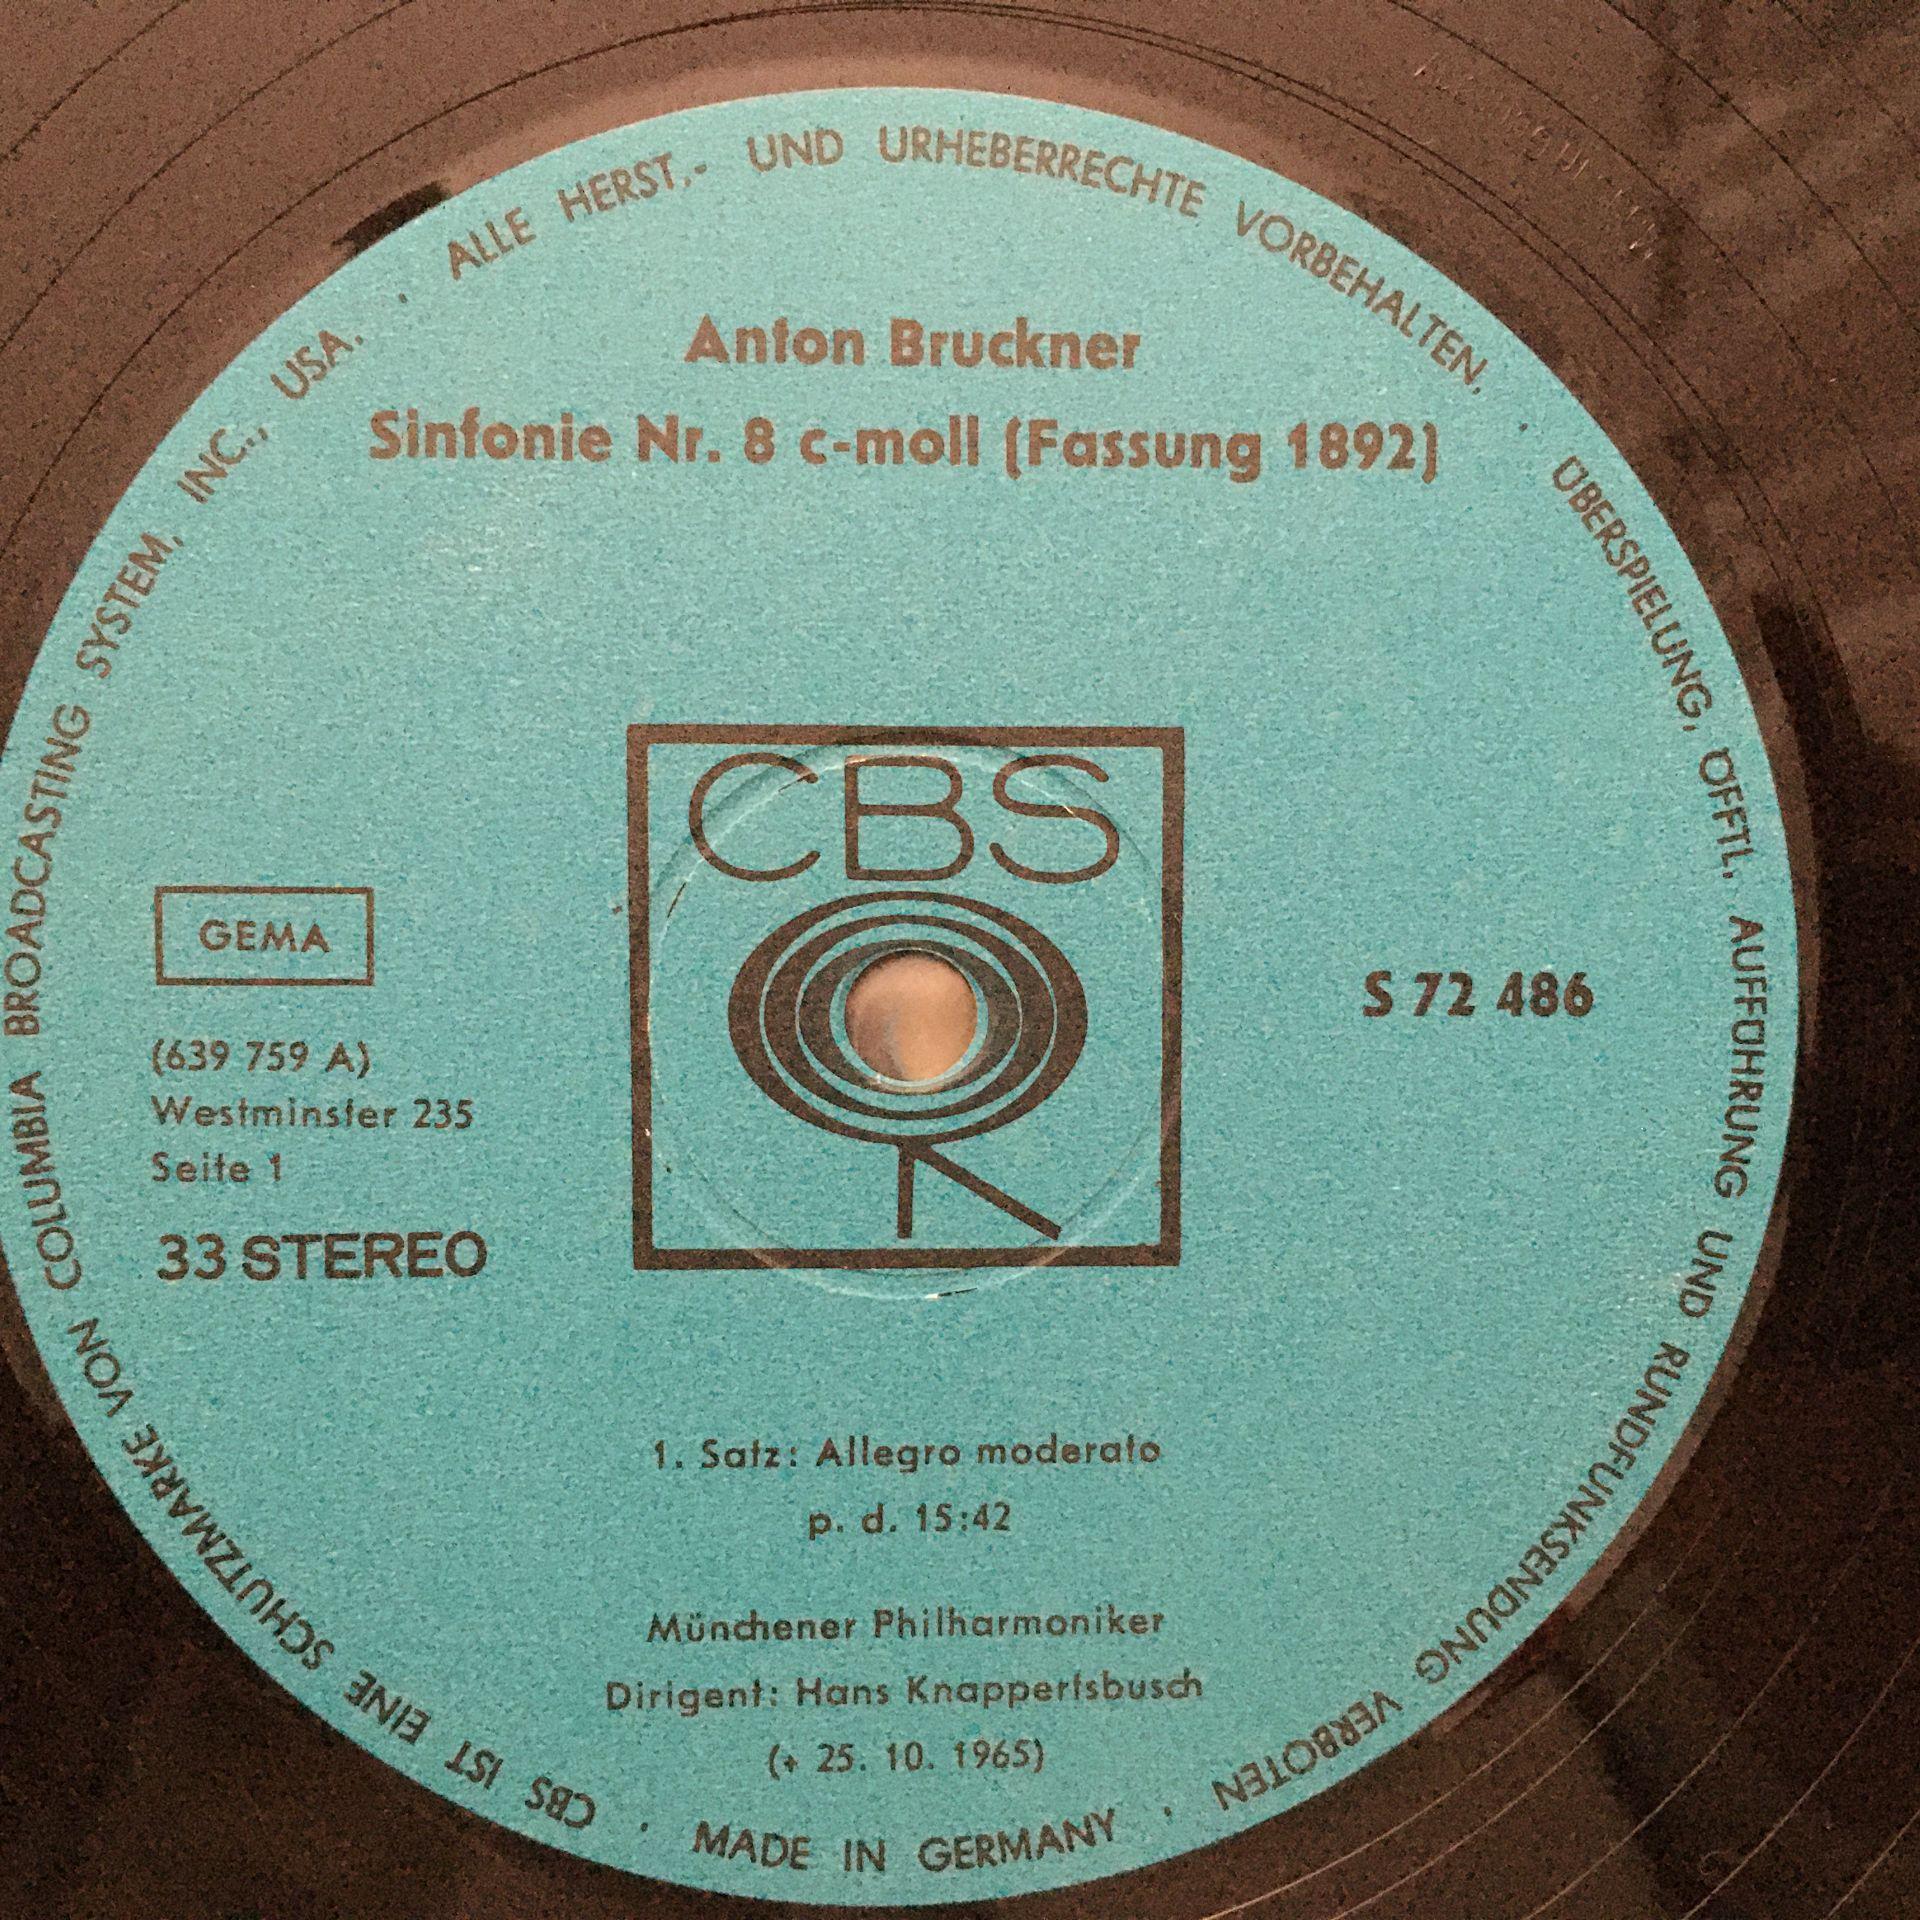 Anton Bruckner
Sinfonie Nr. 8 c-moll (Fassung 1892)
CBS
GEMA
(639 759 A)
Westminster 235
Seite 1
33 STEREO
S 72 486
1. Satz: Allegro moderato
p. d. 15:42
Münchener Philharmoniker
Dirigent: Hans Knappertsbusch
(+ 25. 10. 1965)
CBS IST EINE SCHUTZMARKE VON COLUMBIA BROADCASTING SYSTEM, INC., USA. · ALLE HERST.- UND URHEBERRECHTE VORBEHALTEN. · ÜBERSPIELUNG, ÖFFTL. AUFFÜHRUNG UND RUNDFUNKSENDUNG VERBOTEN · MADE IN GERMANY ·